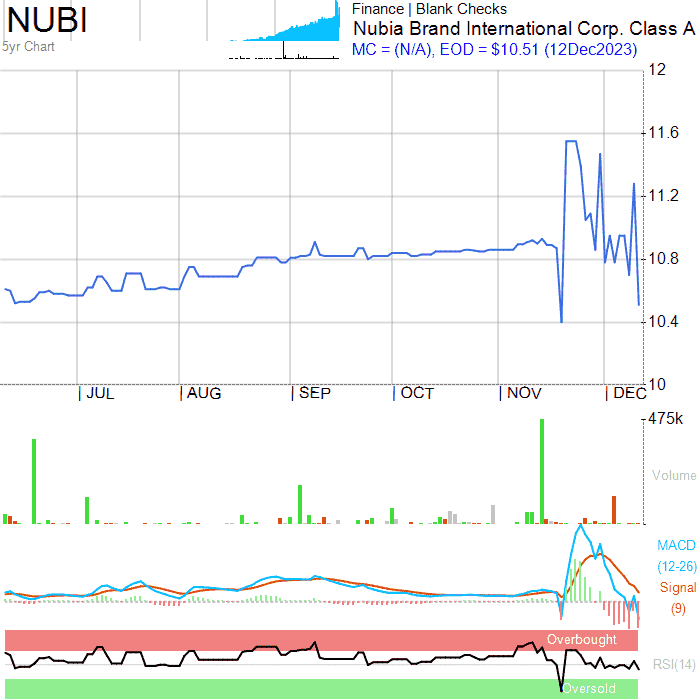 NUBI
5yr Chart
Finance | Blank Checks
Nubia Brand International Corp. Class A
MC = (N/A), EOD = $10.51 (12Dec2023)
12
11.6
11.2
10.8
10.4
10
| JUL | AUG | SEP | OCT | NOV | DEC
475k
Volume
MACD
(12-26)
Signal
(9)
Overbought
RSI(14)
Oversold